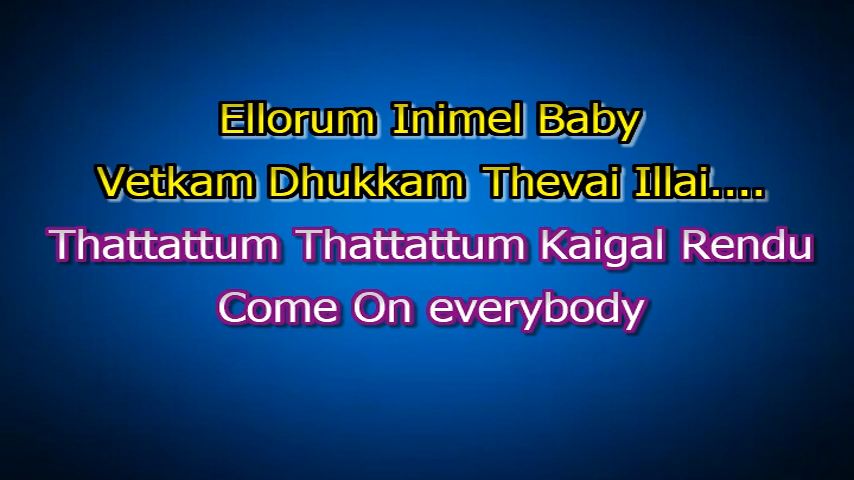 Ellorum Inimel Baby
Vetkam Dhukkam Thevai Illai....
Thattattum Thattattum Kaigal Rendu
Come On everybody